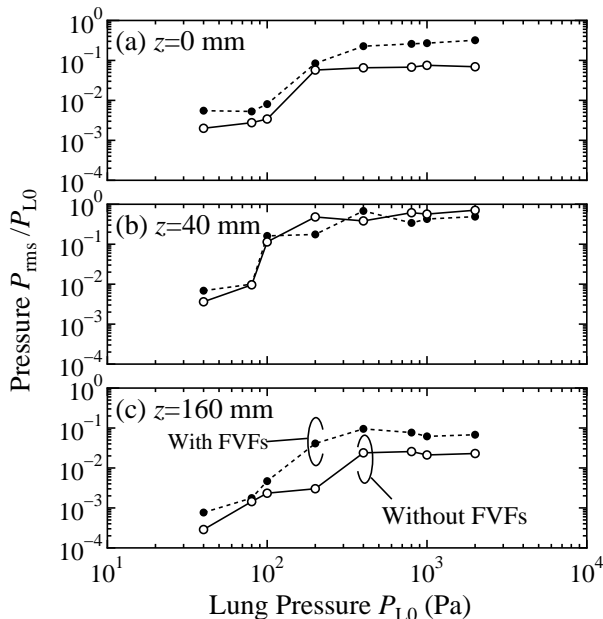 (a) z=0 mm
10^0
10^-1
10^-2
10^-3
10^-4
(b) z=40 mm
10^0
10^-1
10^-2
10^-3
10^-4
Pressure P_rms/P_L0
(c) z=160 mm
10^0
10^-1
10^-2
10^-3
10^-4
With FVFs
Without FVFs
10^1 10^2 10^3 10^4
Lung Pressure P_L0 (Pa)